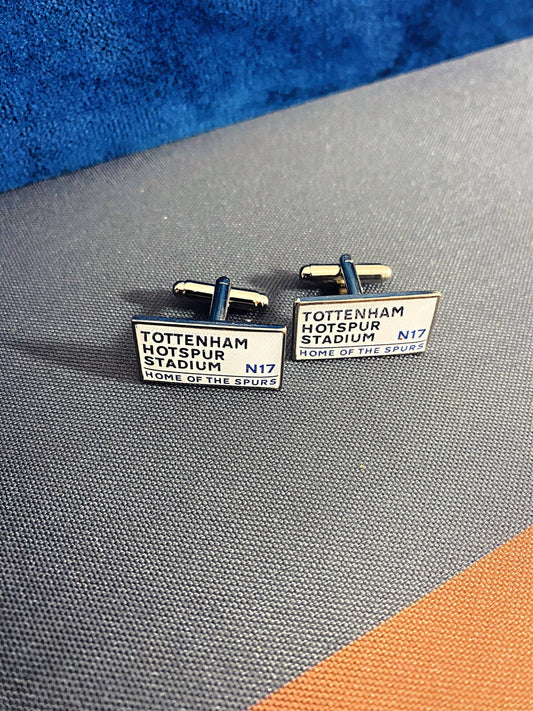 TOTTENHAM
HOTSPUR
STADIUM N17
HOME OF THE SPURS
TOTTENHAM
HOTSPUR
STADIUM N17
HOME OF THE SPURS